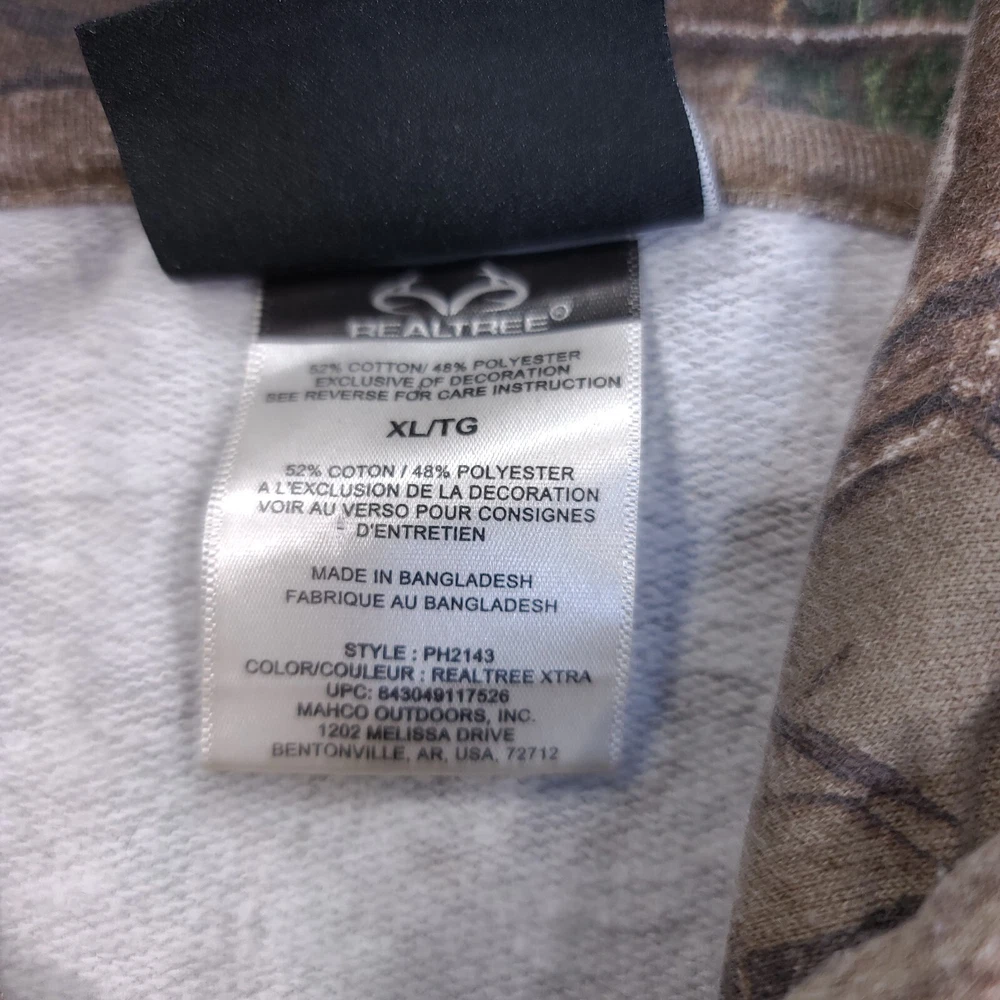 REALTREE®
52% COTTON/ 48% POLYESTER
EXCLUSIVE OF DECORATION
SEE REVERSE FOR CARE INSTRUCTION
XL/TG
52% COTON / 48% POLYESTER
A L'EXCLUSION DE LA DECORATION
VOIR AU VERSO POUR CONSIGNES
D'ENTRETIEN
MADE IN BANGLADESH
FABRIQUE AU BANGLADESH
STYLE : PH2143
COLOR/COULEUR : REALTREE XTRA
UPC: 843049117526
MAHCO OUTDOORS, INC.
1202 MELISSA DRIVE
BENTONVILLE, AR, USA, 72712